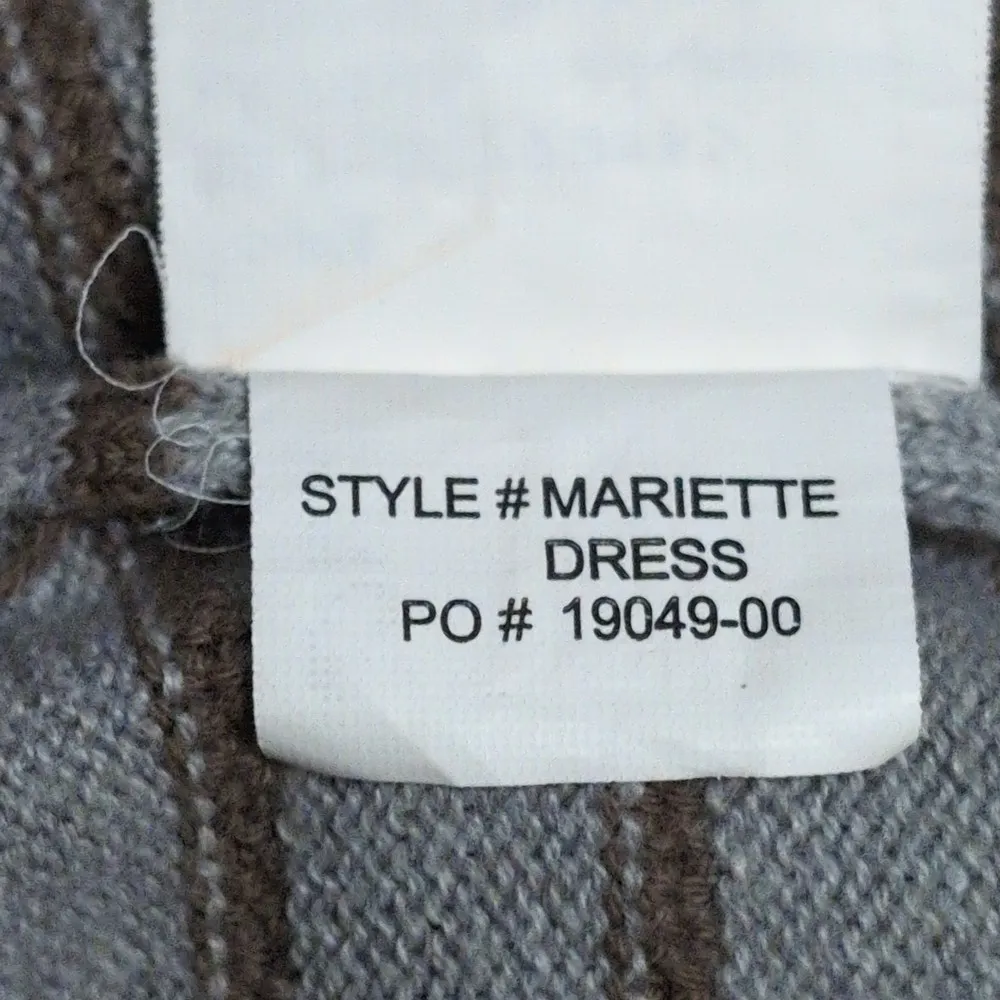 STYLE # MARIETTE
DRESS
PO # 19049-00